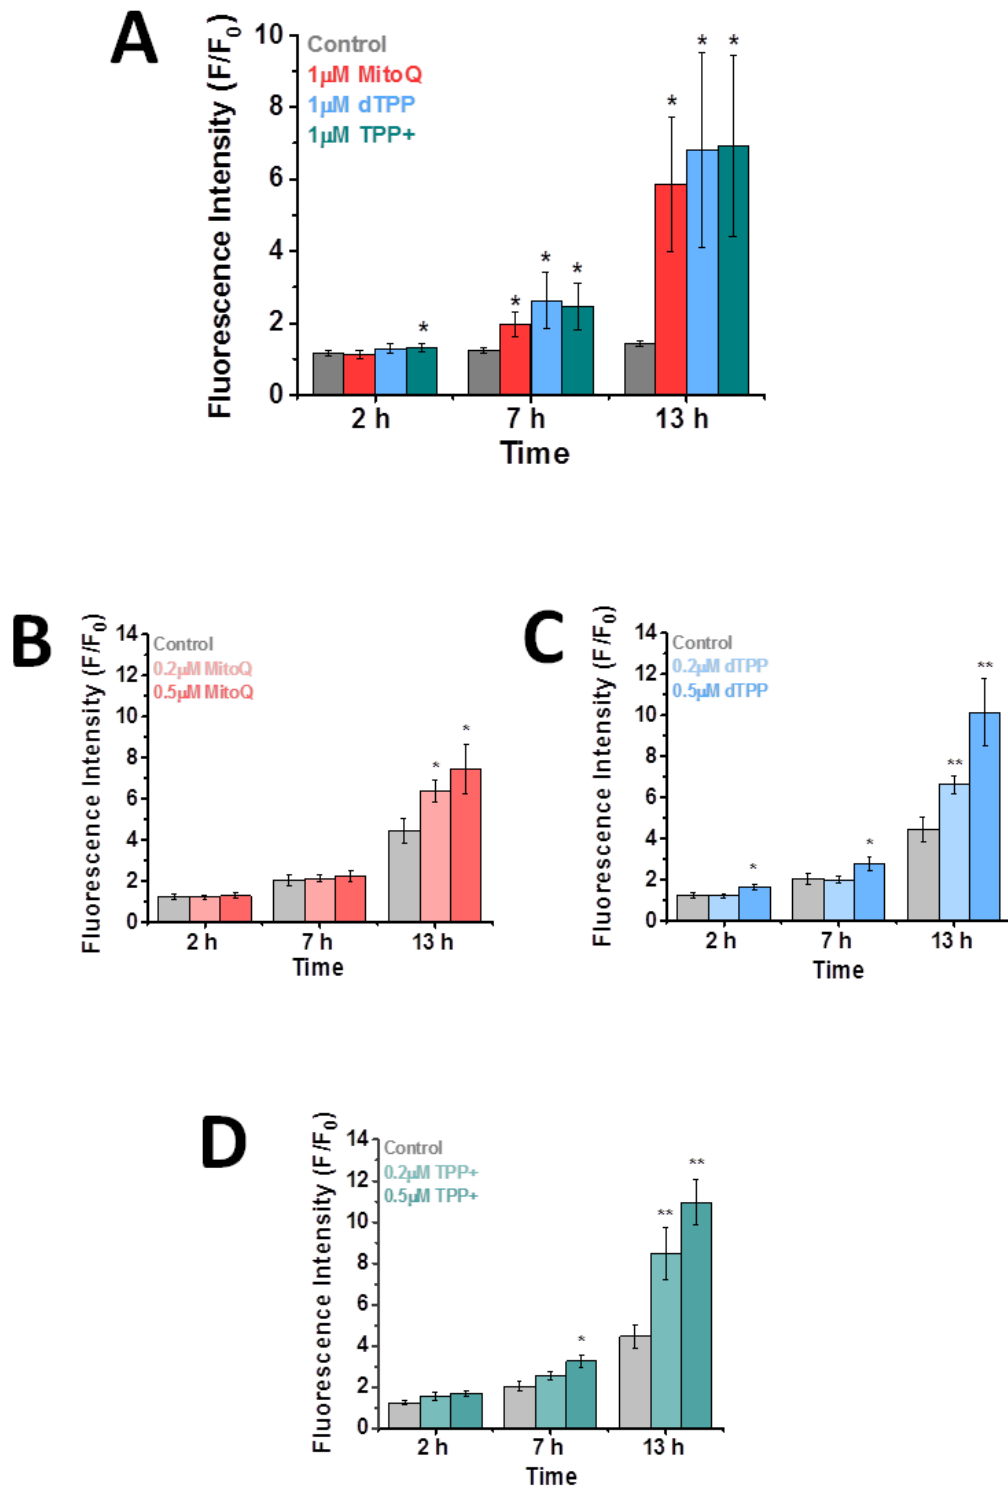 A
Fluorescence Intensity (F/F0)
10
8
6
4
2
0
Control
1µM MitoQ
1µM dTPP
1µM TPP+
*
* * *
* * *
2 h 7 h 13 h
Time
B
Fluorescence Intensity (F/F0)
14
12
10
8
6
4
2
0
Control
0.2µM MitoQ
0.5µM MitoQ
* *
2 h 7 h 13 h
Time
C
Fluorescence Intensity (F/F0)
14
12
10
8
6
4
2
0
Control
0.2µM dTPP
0.5µM dTPP
* * ** **
2 h 7 h 13 h
Time
D
Fluorescence Intensity (F/F0)
14
12
10
8
6
4
2
0
Control
0.2µM TPP+
0.5µM TPP+
* ** **
2 h 7 h 13 h
Time